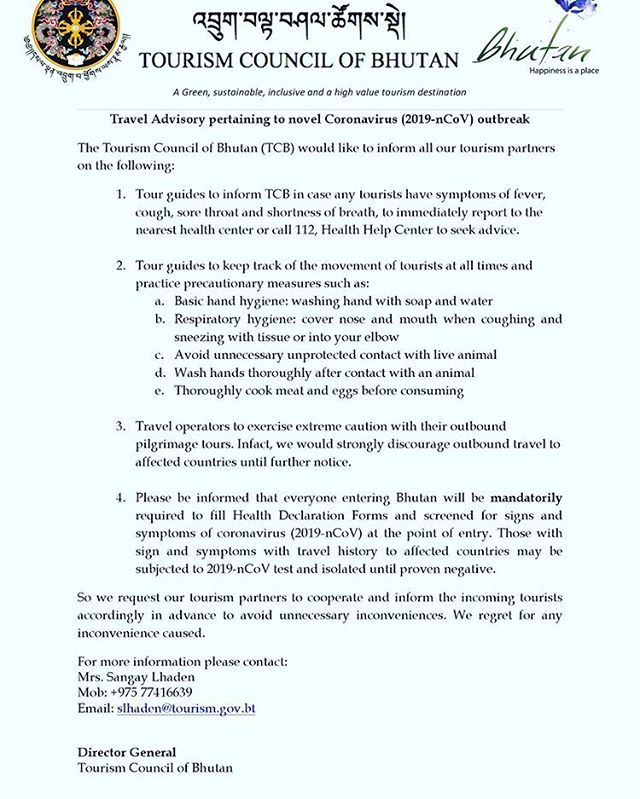 འབྲུག་བལྟ་བཤལ་ཚོགས་སྡེ།
TOURISM COUNCIL OF BHUTAN
Bhutan
Happiness is a place
A Green, sustainable, inclusive and a high value tourism destination
Travel Advisory pertaining to novel Coronavirus (2019-nCoV) outbreak
The Tourism Council of Bhutan (TCB) would like to inform all our tourism partners
on the following:
1. Tour guides to inform TCB in case any tourists have symptoms of fever,
cough, sore throat and shortness of breath, to immediately report to the
nearest health center or call 112, Health Help Center to seek advice.
2. Tour guides to keep track of the movement of tourists at all times and
practice precautionary measures such as:
a. Basic hand hygiene: washing hand with soap and water
b. Respiratory hygiene: cover nose and mouth when coughing and
sneezing with tissue or into your elbow
c. Avoid unnecessary unprotected contact with live animal
d. Wash hands thoroughly after contact with an animal
e. Thoroughly cook meat and eggs before consuming
3. Travel operators to exercise extreme caution with their outbound
pilgrimage tours. Infact, we would strongly discourage outbound travel to
affected countries until further notice.
4. Please be informed that everyone entering Bhutan will be mandatorily
required to fill Health Declaration Forms and screened for signs and
symptoms of coronavirus (2019-nCoV) at the point of entry. Those with
sign and symptoms with travel history to affected countries may be
subjected to 2019-nCoV test and isolated until proven negative.
So we request our tourism partners to cooperate and inform the incoming tourists
accordingly in advance to avoid unnecessary inconveniences. We regret for any
inconvenience caused.
For more information please contact:
Mrs. Sangay Lhaden
Mob: +975 77416639
Email: slhaden@tourism.gov.bt
Director General
Tourism Council of Bhutan